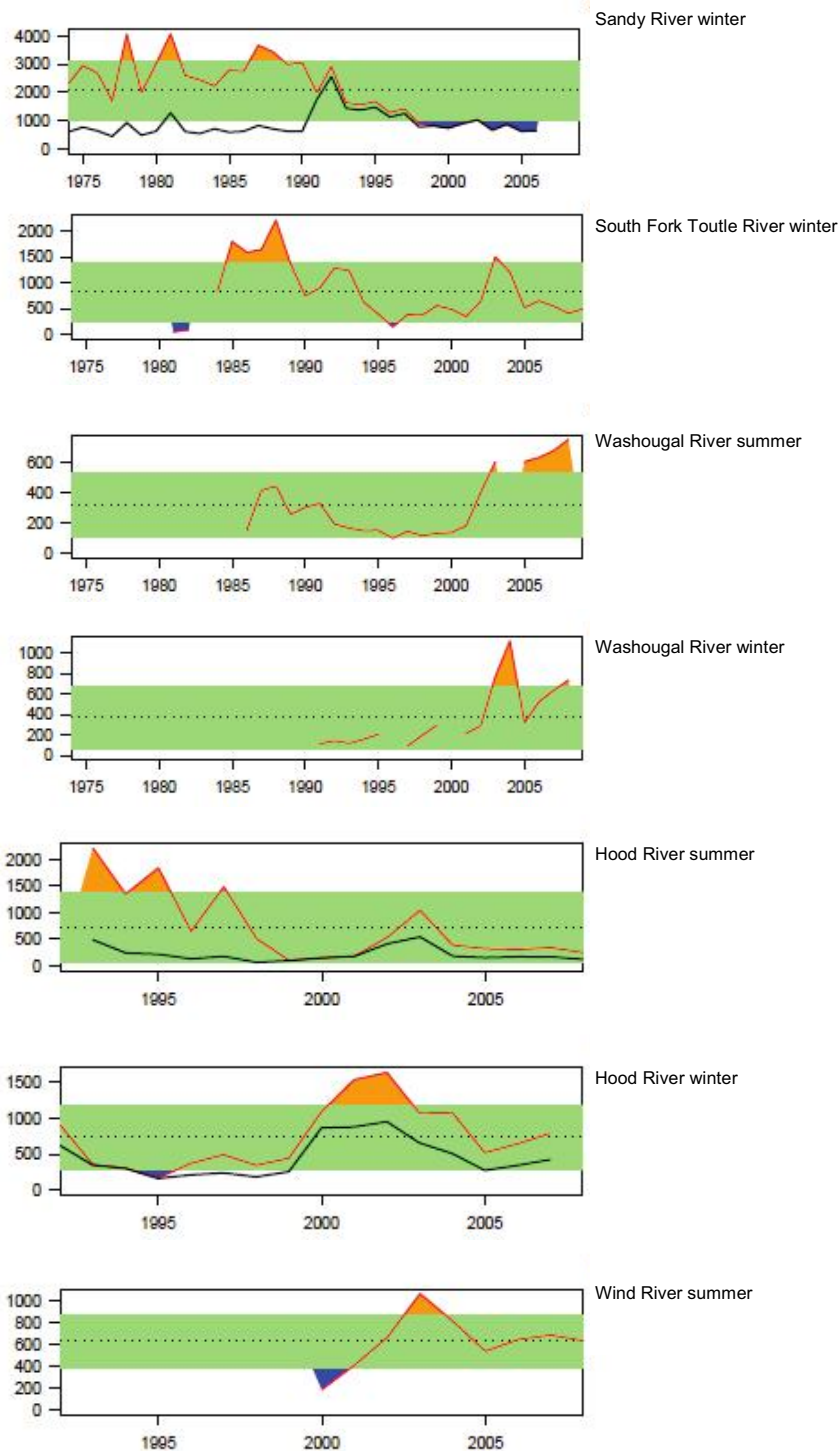 Sandy River winter
4000
3000
2000
1000
0
1975 1980 1985 1990 1995 2000 2005
South Fork Toutle River winter
2000
1500
1000
500
0
1975 1980 1985 1990 1995 2000 2005
Washougal River summer
600
400
200
0
1975 1980 1985 1990 1995 2000 2005
Washougal River winter
1000
800
600
400
200
0
1975 1980 1985 1990 1995 2000 2005
Hood River summer
2000
1500
1000
500
0
1995 2000 2005
Hood River winter
1500
1000
500
0
1995 2000 2005
Wind River summer
1000
800
600
400
200
0
1995 2000 2005